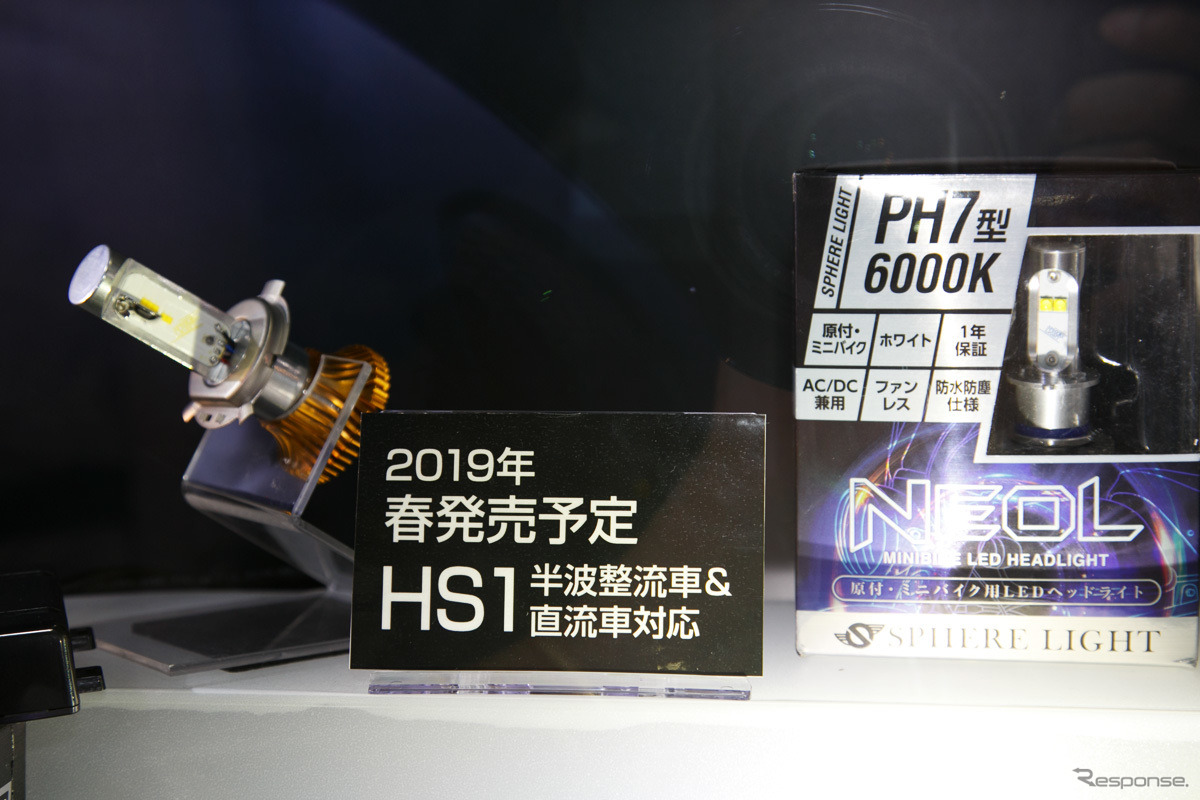 2019年
春発売予定
HS1 半波整流車&
直流車対応
SPHERE LIGHT
PH7型
6000K
原付・
ミニバイク
ホワイト
1年
保証
AC/DC
兼用
ファン
レス
防水防塵
仕様
NEOL
MINIBIKE LED HEADLIGHT
原付・ミニバイク用LEDヘッドライト
SPHERE LIGHT
Response.